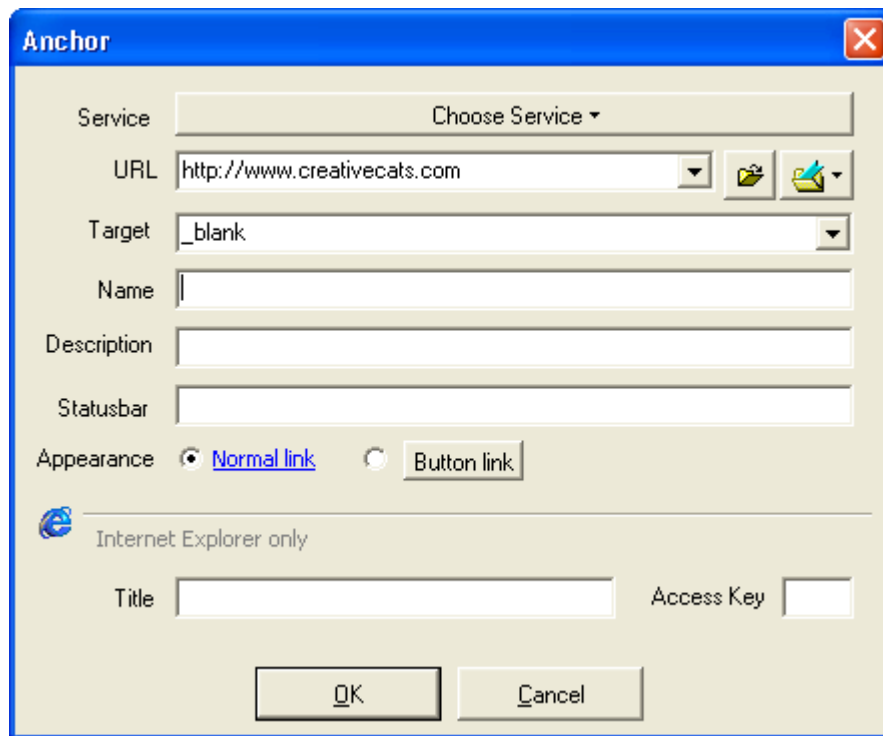 Anchor
Service Choose Service
URL http://www.creativecats.com
Target _blank
Name
Description
Statusbar
Appearance Normal link Button link
Internet Explorer only
Title Access Key
OK Cancel